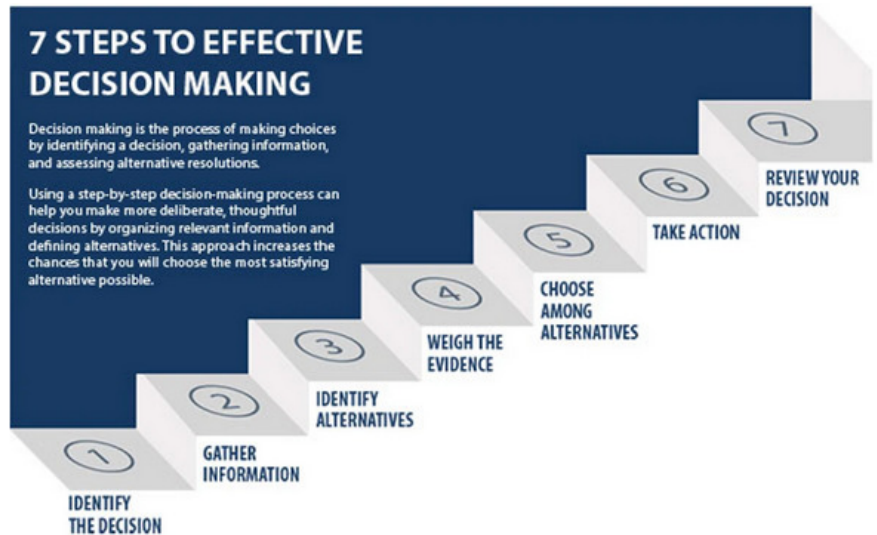 7 STEPS TO EFFECTIVE
DECISION MAKING
Decision making is the process of making choices
by identifying a decision, gathering information,
and assessing alternative resolutions.
Using a step-by-step decision-making process can
help you make more deliberate, thoughtful
decisions by organizing relevant information and
defining alternatives. This approach increases the
chances that you will choose the most satisfying
alternative possible.
1
IDENTIFY
THE DECISION
2
GATHER
INFORMATION
3
IDENTIFY
ALTERNATIVES
4
WEIGH THE
EVIDENCE
5
CHOOSE
AMONG
ALTERNATIVES
6
TAKE ACTION
7
REVIEW YOUR
DECISION